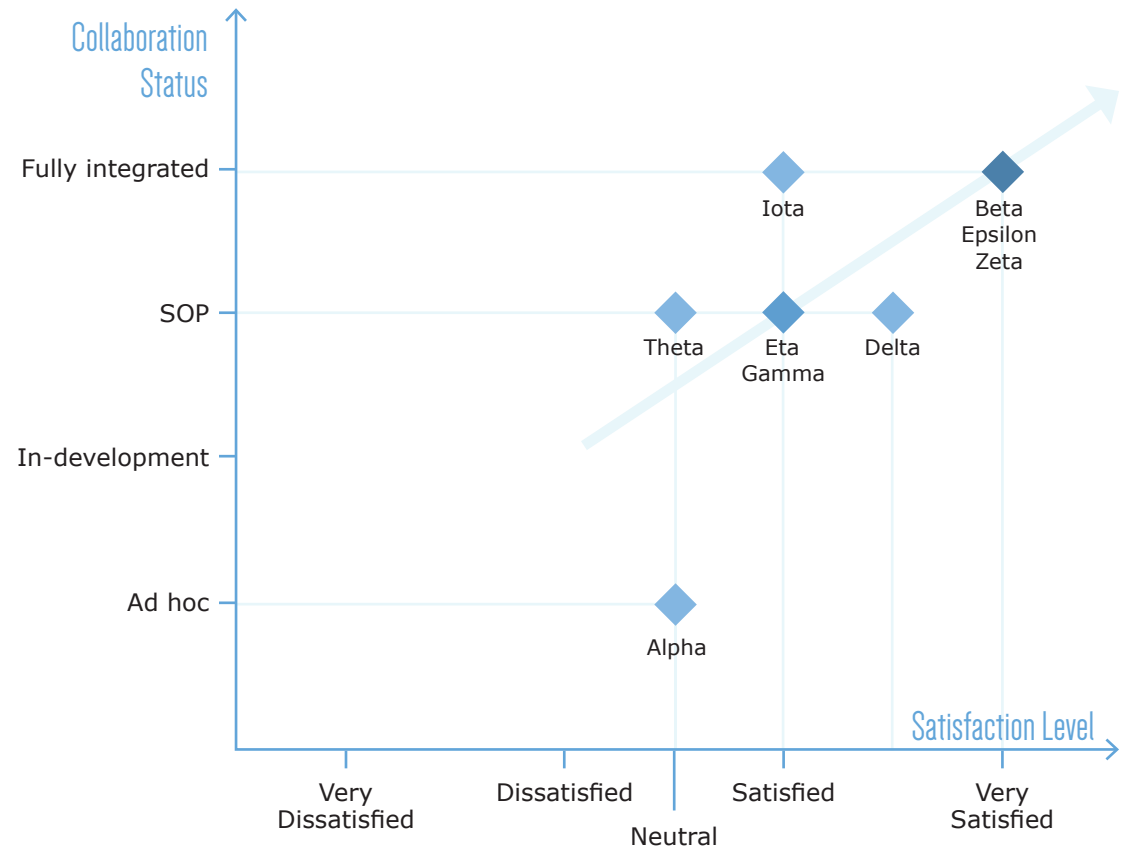 Collaboration
Status
Fully integrated
Iota
Beta
Epsilon
Zeta
SOP
Theta
Eta
Gamma
Delta
In-development
Ad hoc
Alpha
Satisfaction Level
Very
Dissatisfied
Dissatisfied
Neutral
Satisfied
Very
Satisfied